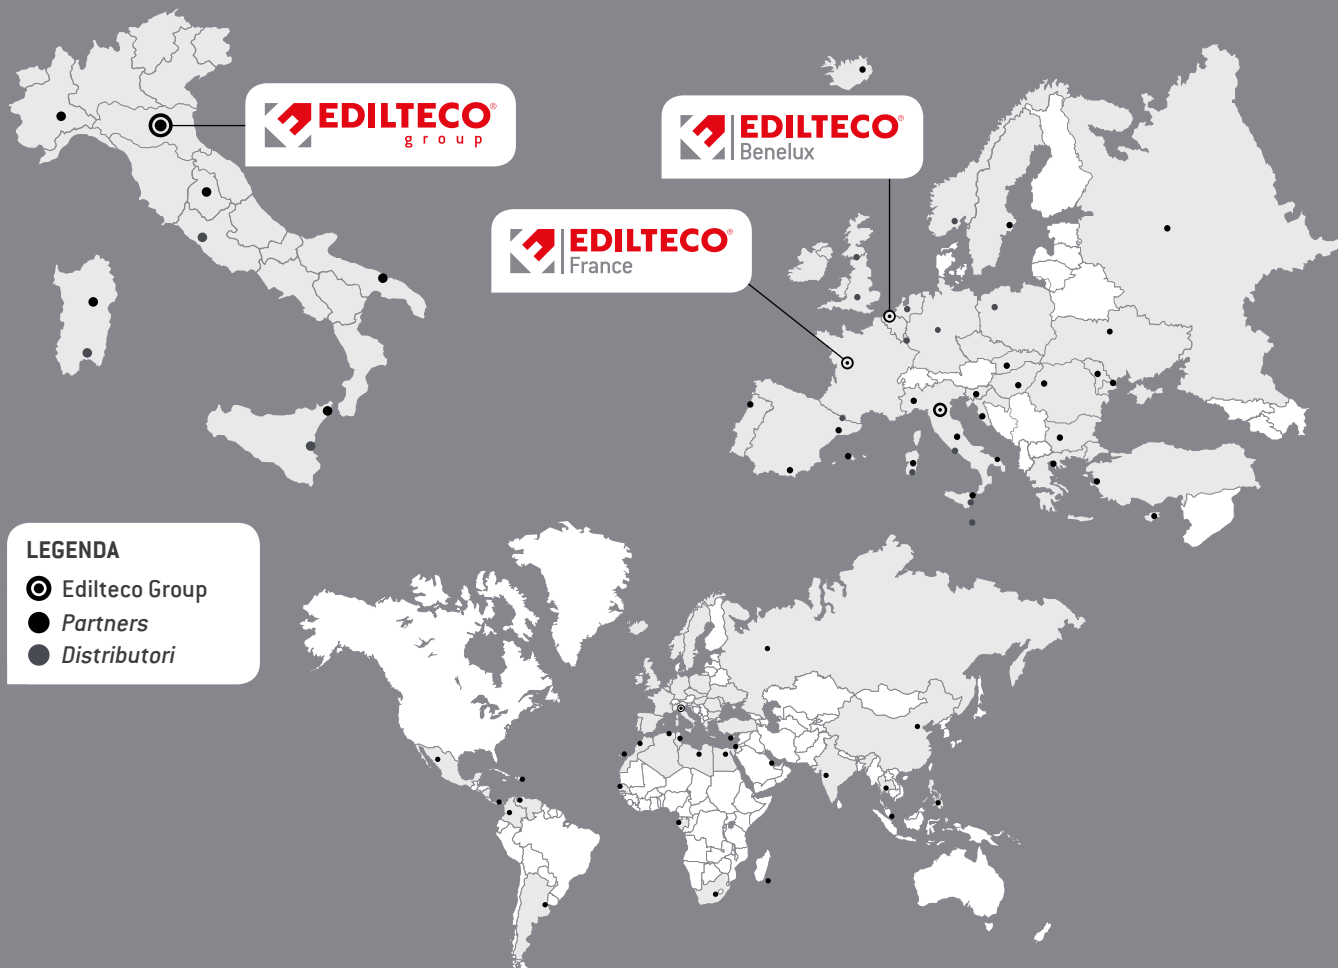 EDILTECO®
group
EDILTECO®
Benelux
EDILTECO®
France
LEGENDA
Edilteco Group
Partners
Distributori